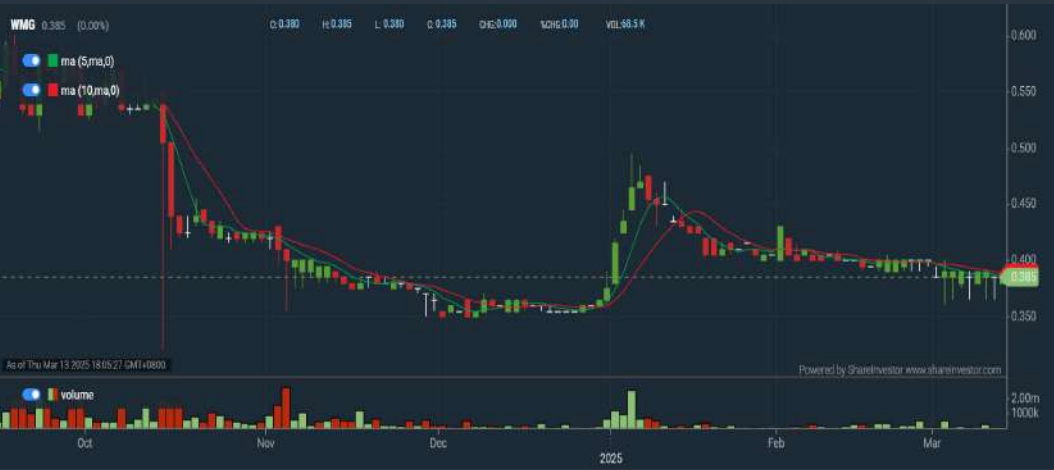 WMG 0.385 (0.00%) O: 0.380 H: 0.385 L: 0.380 C: 0.385 CHG:0.000 %CHG:0.00 VOL:68.5 K
ma (5,ma,0)
ma (10,ma,0)
0.600
0.550
0.500
0.450
0.400
0.385
0.350
As of Thu Mar 13 2025 18:05:27 GMT+0800
Powered by ShareInvestor www.shareinvestor.com
volume
2.00m
1000k
Oct Nov Dec Feb Mar
2025